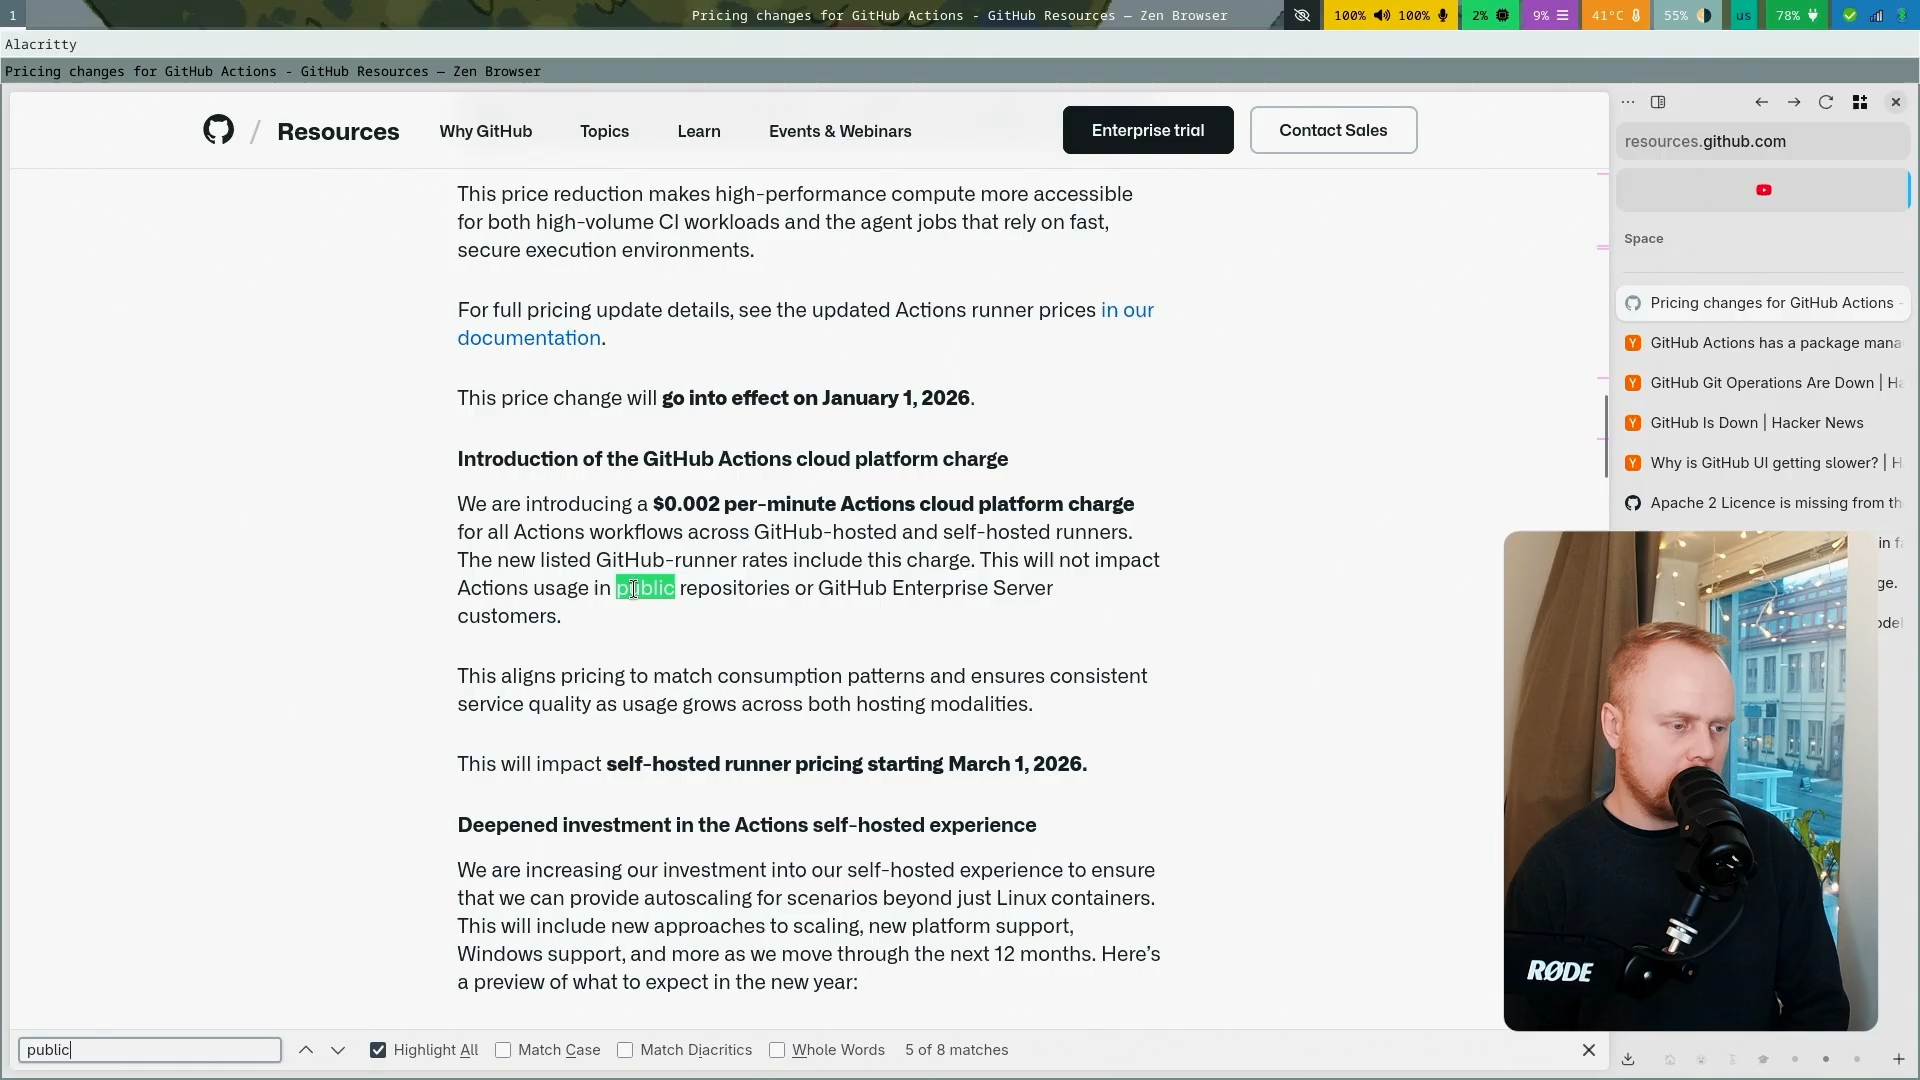 1
Pricing changes for GitHub Actions - GitHub Resources — Zen Browser
100% 100%
2%
9%
41°C
55%
us
78%
Alacritty
Pricing changes for GitHub Actions - GitHub Resources — Zen Browser
/ Resources
Why GitHub
Topics
Learn
Events & Webinars
Enterprise trial
Contact Sales
This price reduction makes high-performance compute more accessible
for both high-volume CI workloads and the agent jobs that rely on fast,
secure execution environments.
For full pricing update details, see the updated Actions runner prices in our
documentation.
This price change will go into effect on January 1, 2026.
Introduction of the GitHub Actions cloud platform charge
We are introducing a $0.002 per-minute Actions cloud platform charge
for all Actions workflows across GitHub-hosted and self-hosted runners.
The new listed GitHub-runner rates include this charge. This will not impact
Actions usage in public repositories or GitHub Enterprise Server
customers.
This aligns pricing to match consumption patterns and ensures consistent
service quality as usage grows across both hosting modalities.
This will impact self-hosted runner pricing starting March 1, 2026.
Deepened investment in the Actions self-hosted experience
We are increasing our investment into our self-hosted experience to ensure
that we can provide autoscaling for scenarios beyond just Linux containers.
This will include new approaches to scaling, new platform support,
Windows support, and more as we move through the next 12 months. Here's
a preview of what to expect in the new year:
public
Highlight All
Match Case
Match Diacritics
Whole Words
5 of 8 matches
resources.github.com
Space
Pricing changes for GitHub Actions -
GitHub Actions has a package mana
GitHub Git Operations Are Down | Ha
GitHub Is Down | Hacker News
Why is GitHub UI getting slower? | H
Apache 2 Licence is missing from th
in fa
ge.
odel
RØDE